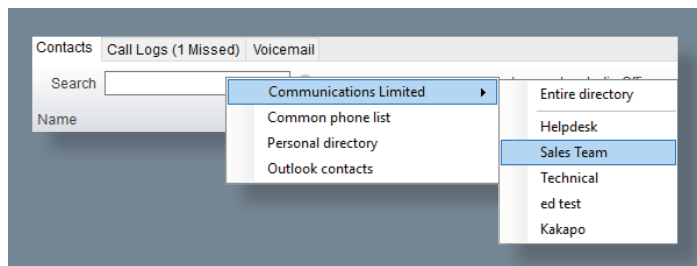 Contacts Call Logs (1 Missed) Voicemail
Search
Name
Communications Limited
Common phone list
Personal directory
Outlook contacts
Entire directory
Helpdesk
Sales Team
Technical
ed test
Kakapo